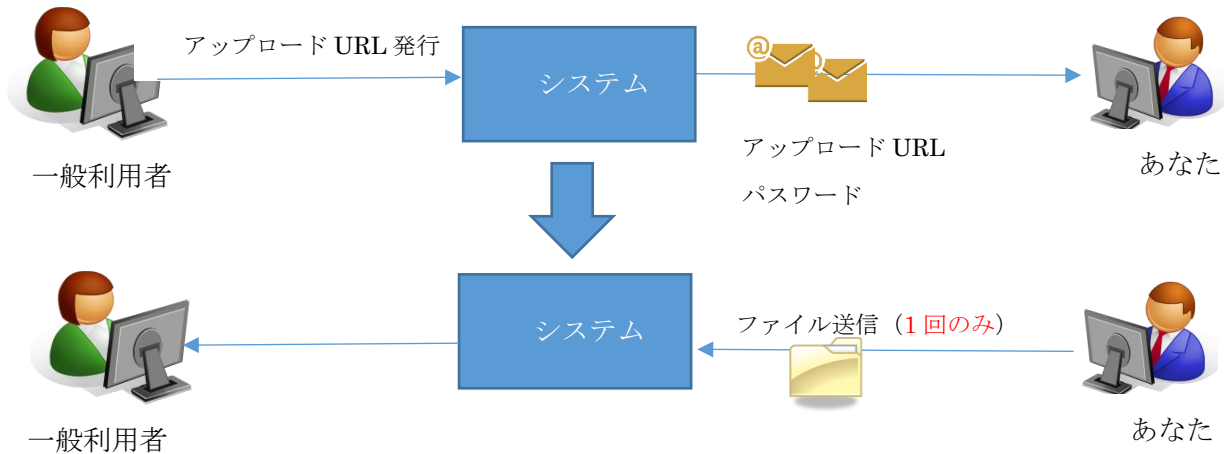 アップロード URL 発行
システム
@
アップロード URL
パスワード
一般利用者
あなた
システム
ファイル送信（1 回のみ）
一般利用者
あなた